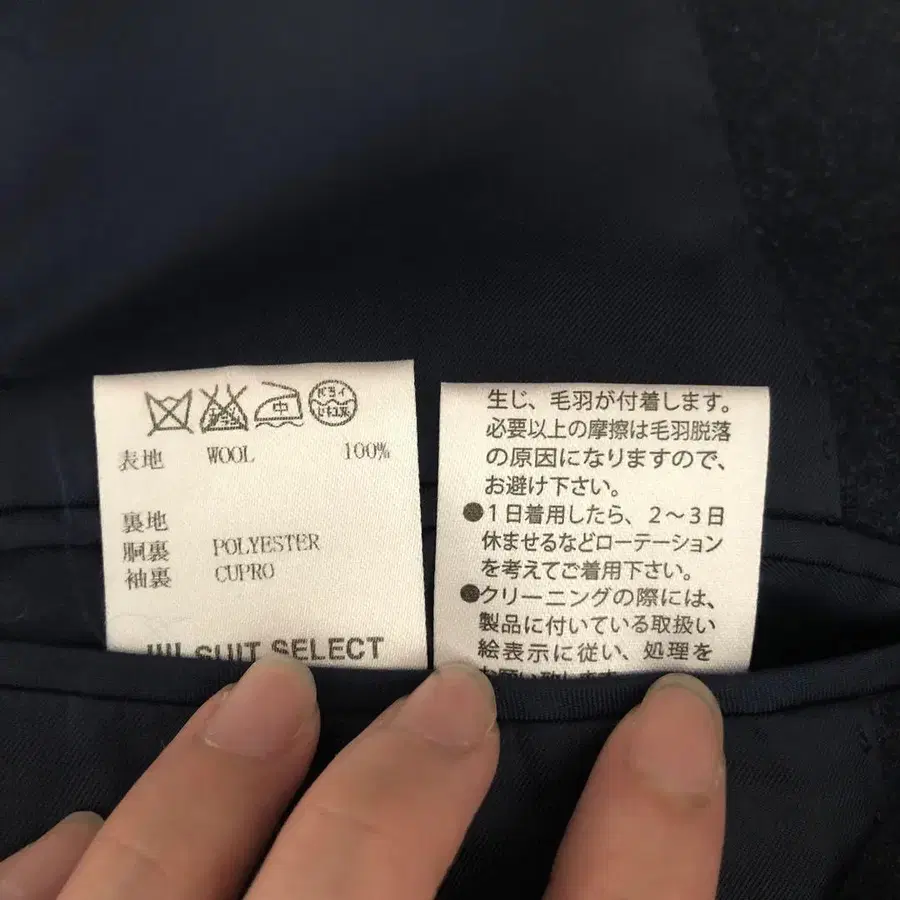 中
ドライ
表地 WOOL 100%
裏地
胴裏 POLYESTER
袖裏 CUPRO
SUIT SELECT
生じ、毛羽が付着します。
必要以上の摩擦は毛羽脱落
の原因になりますので、
お避け下さい。
●１日着用したら、２～３日
休ませるなどローテーション
を考えてご着用下さい。
●クリーニングの際には、
製品に付いている取扱い
絵表示に従い、処理を